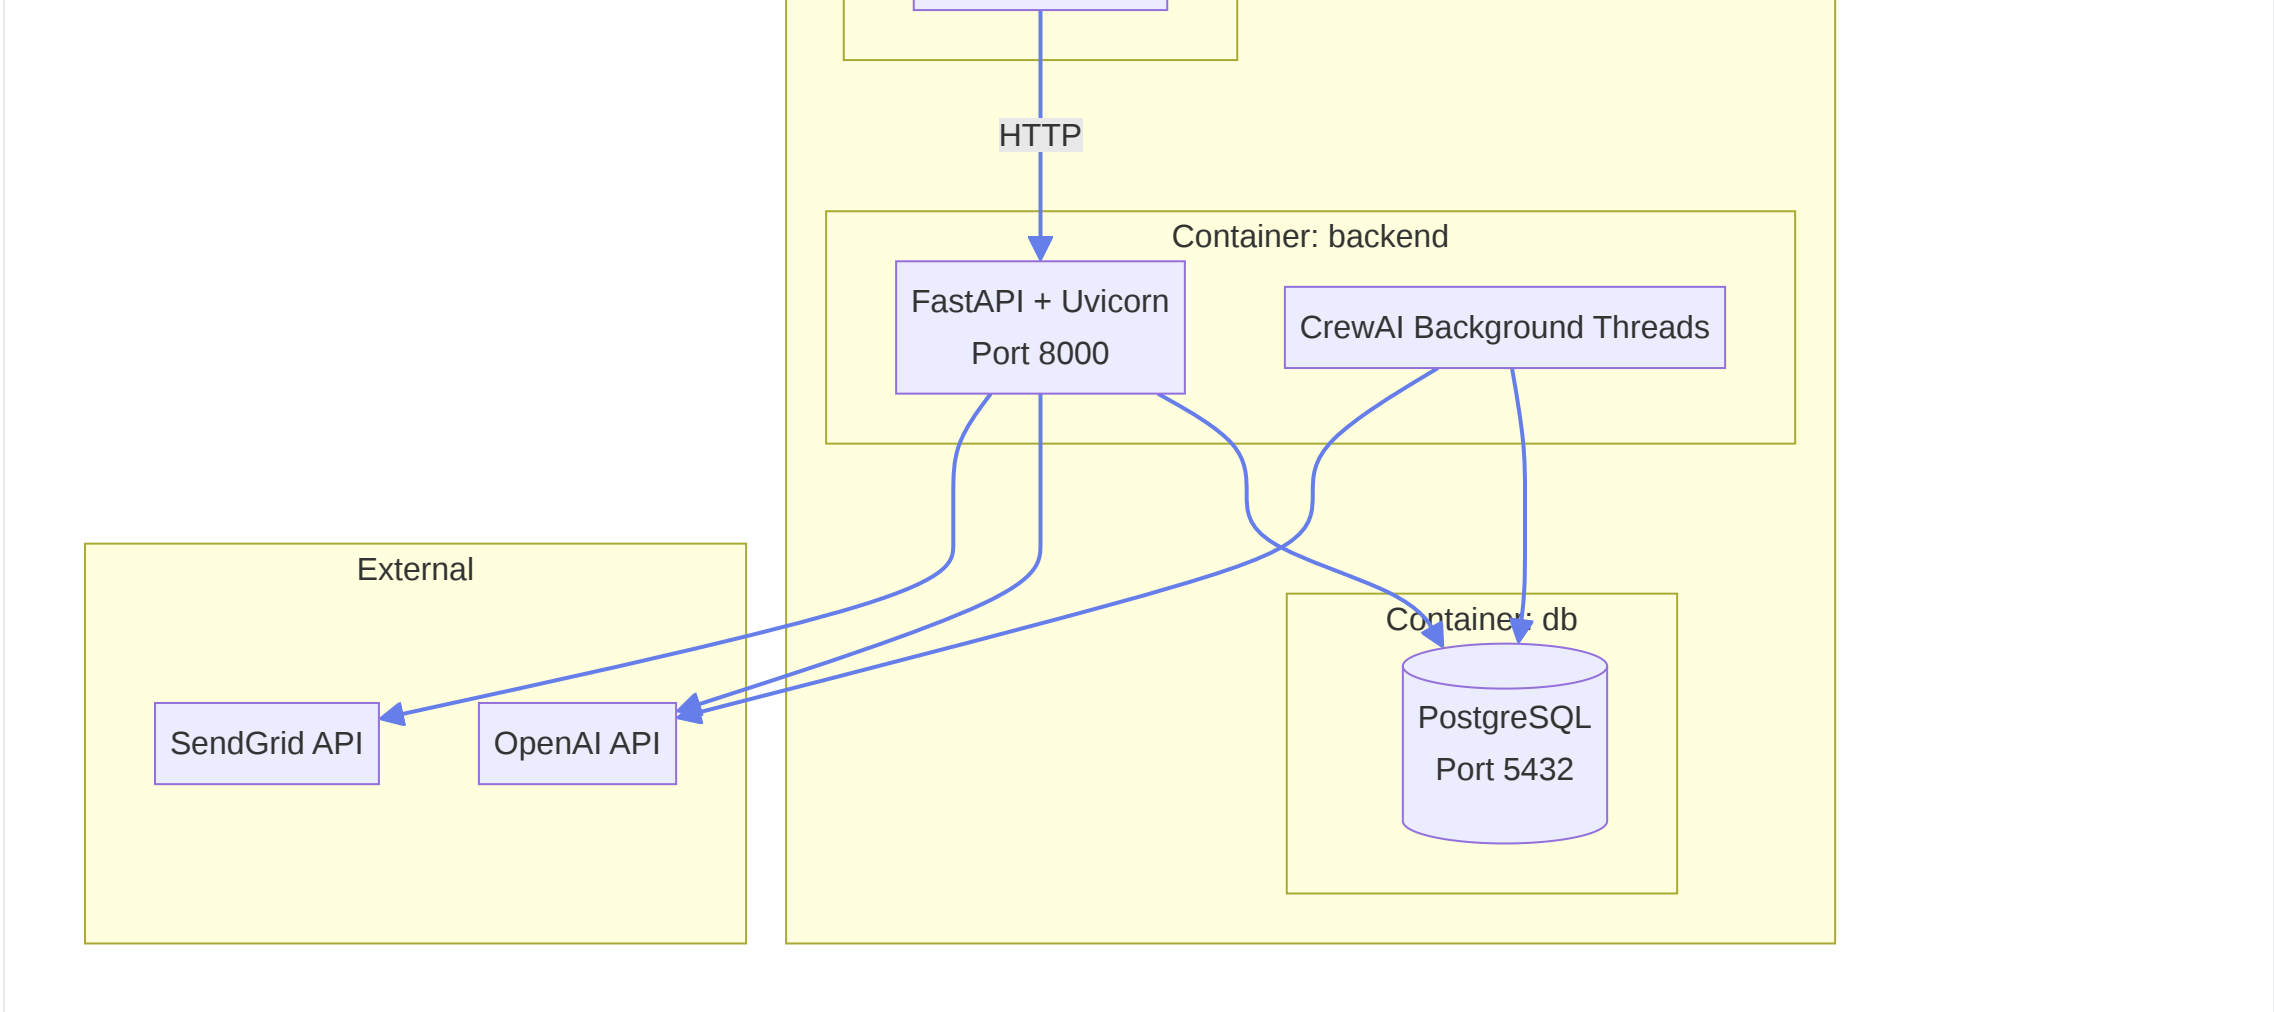 HTTP
Container: backend
FastAPI + Uvicorn
Port 8000
CrewAI Background Threads
External
Container: db
SendGrid API
OpenAI API
PostgreSQL
Port 5432